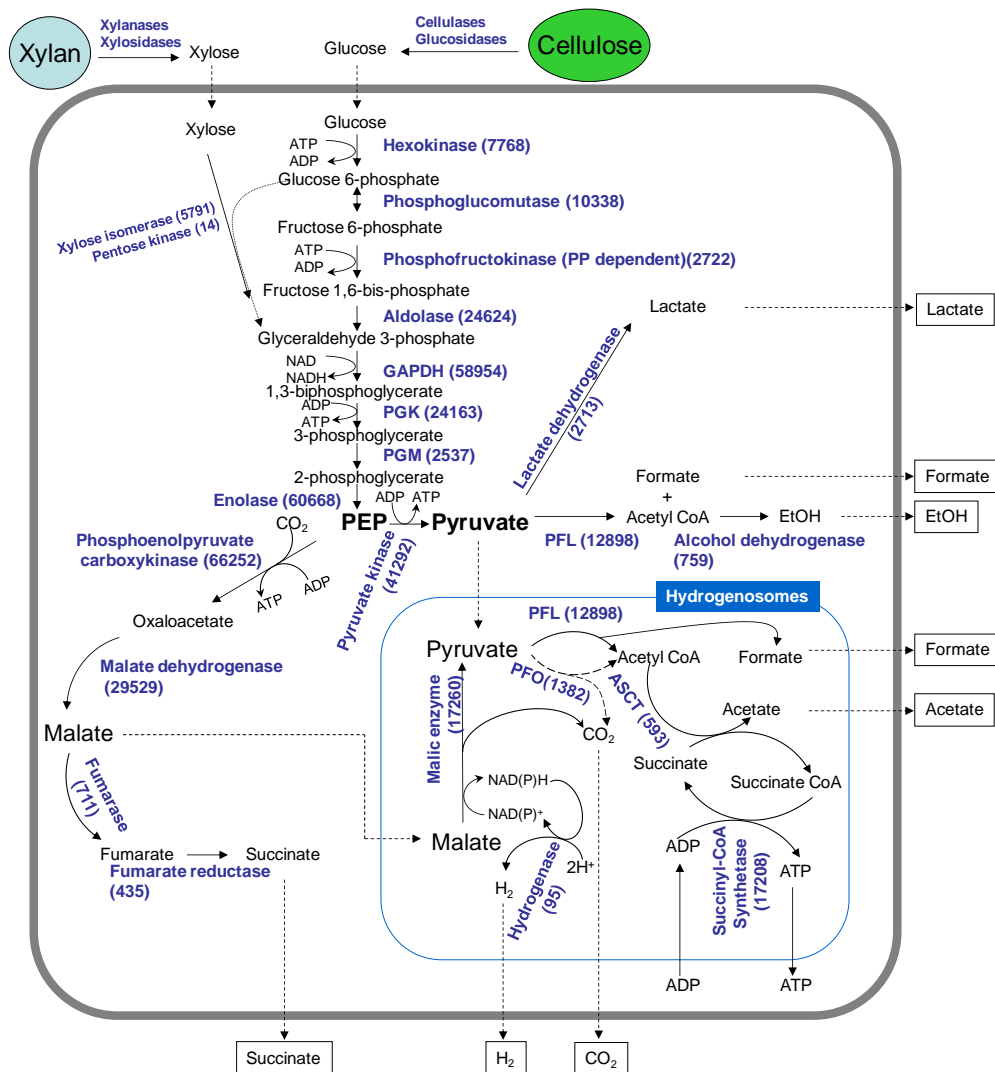 Xylan
Xylanases
Xylosidases
Xylose
Glucose
Cellulases
Glucosidases
Cellulose
Xylose
Glucose
ATP
ADP
Hexokinase (7768)
Glucose 6-phosphate
Phosphoglucomutase (10338)
Xylose isomerase (5791)
Pentose kinase (14)
Fructose 6-phosphate
ATP
ADP
Phosphofructokinase (PP dependent)(2722)
Fructose 1,6-bis-phosphate
Aldolase (24624)
Glyceraldehyde 3-phosphate
NAD
NADH
GAPDH (58954)
1,3-biphosphoglycerate
ADP
ATP
PGK (24163)
3-phosphoglycerate
PGM (2537)
2-phosphoglycerate
Enolase (60668)
ADP
ATP
PEP
Pyruvate
Pyruvate kinase
(41292)
Lactate dehydrogenase
(2713)
Lactate
Lactate
Formate
+
Acetyl CoA
PFL (12898)
EtOH
Alcohol dehydrogenase
(759)
Formate
EtOH
CO2
Phosphoenolpyruvate
carboxykinase (66252)
ATP
ADP
Oxaloacetate
Malate dehydrogenase
(29529)
Malate
Fumarase
(711)
Fumarate
Succinate
Fumarate reductase
(435)
Hydrogenosomes
PFL (12898)
Pyruvate
Acetyl CoA
Formate
PFO(1382)
ASCT (593)
Malic enzyme
(17260)
CO2
Acetate
Succinate
Succinate CoA
NAD(P)H
NAD(P)+
Malate
2H+
H2
Hydrogenase
(95)
ADP
ATP
Succinyl-CoA
Synthetase
(17208)
ADP
ATP
Formate
Acetate
Succinate
H2
CO2